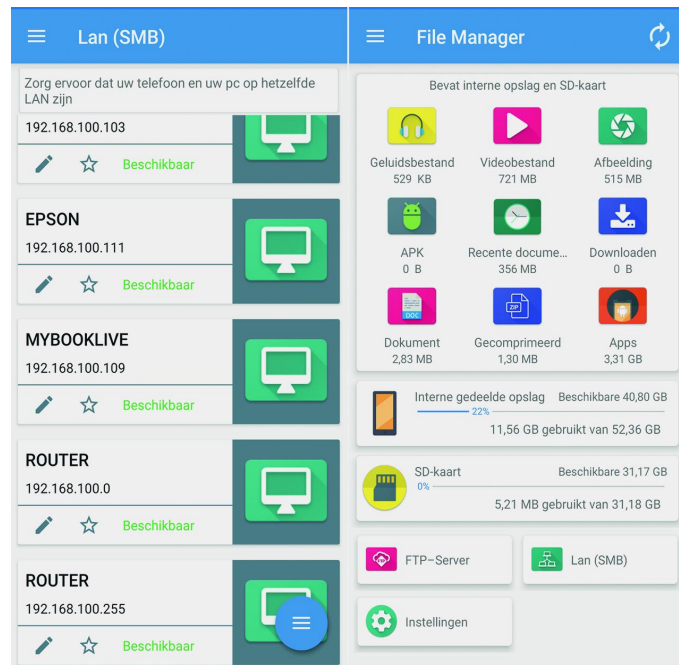 Lan (SMB)
Zorg ervoor dat uw telefoon en uw pc op hetzelfde
LAN zijn
192.168.100.103
Beschikbaar
EPSON
192.168.100.111
Beschikbaar
MYBOOKLIVE
192.168.100.109
Beschikbaar
ROUTER
192.168.100.0
Beschikbaar
ROUTER
192.168.100.255
Beschikbaar
File Manager
Bevat interne opslag en SD-kaart
Geluidsbestand Videobestand Afbeelding
529 KB 721 MB 515 MB
APK Recente docume... Downloaden
0 B 356 MB 0 B
DOC ZIP
Dokument Gecomprimeerd Apps
2,83 MB 1,30 MB 3,31 GB
Interne gedeelde opslag Beschikbare 40,80 GB
22%
11,56 GB gebruikt van 52,36 GB
SD-kaart Beschikbare 31,17 GB
0%
5,21 MB gebruikt van 31,18 GB
FTP-Server Lan (SMB)
Instellingen